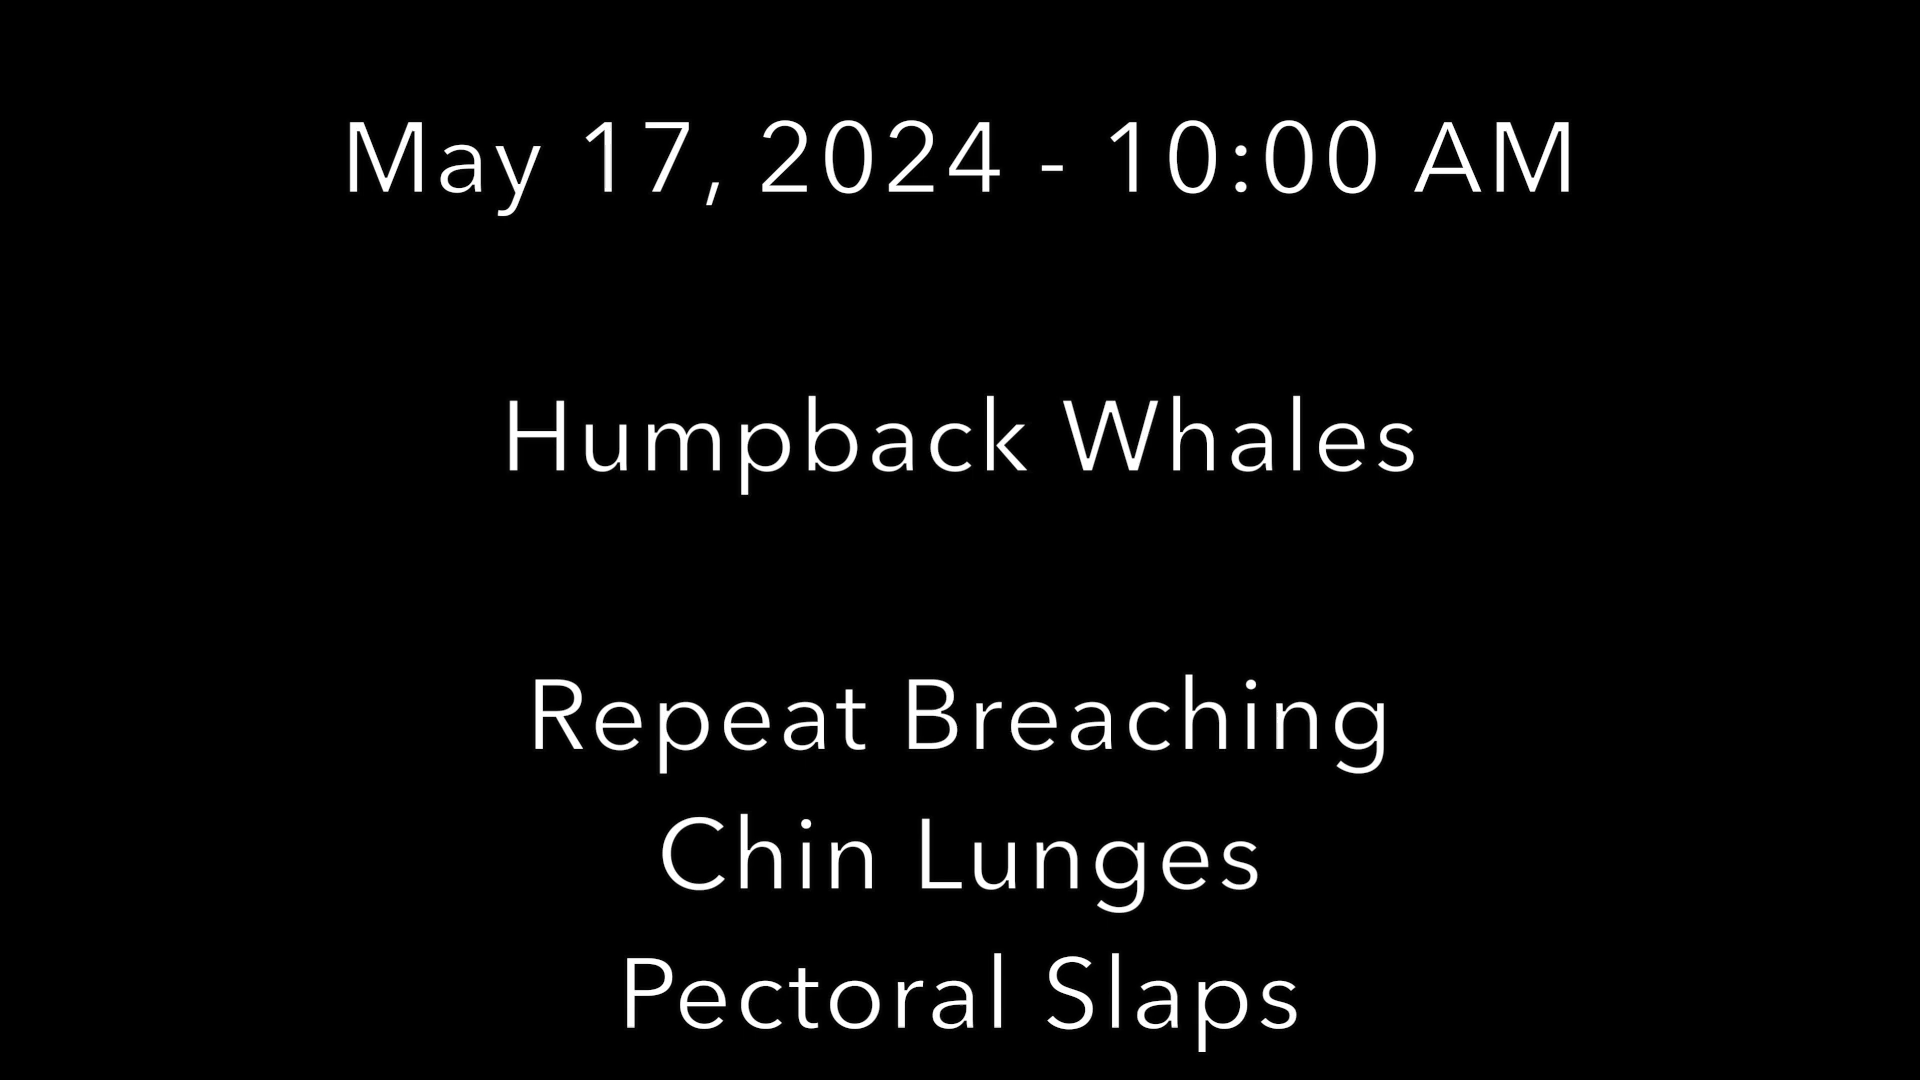 May 17, 2024 - 10:00 AM
Humpback Whales
Repeat Breaching
Chin Lunges
Pectoral Slaps